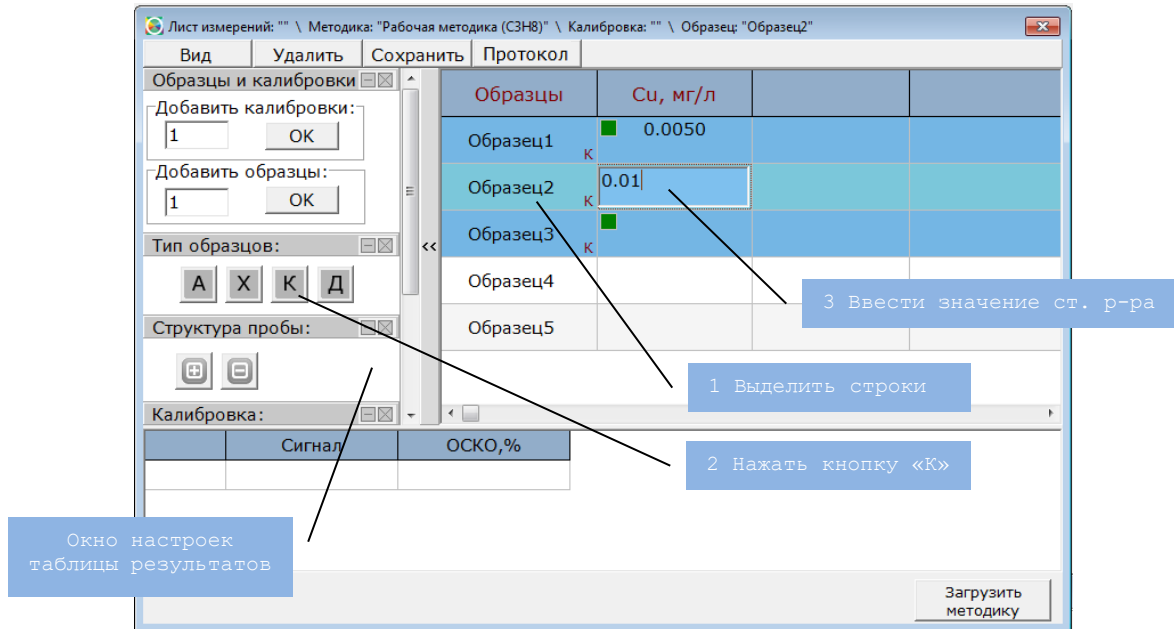 Лист измерений: "" \ Методика: "Рабочая методика (C3H8)" \ Калибровка: "" \ Образец: "Образец2"
Вид Удалить Сохранить Протокол
Образцы и калибровки
Добавить калибровки:
1 OK
Добавить образцы:
1 OK
Тип образцов:
А Х К Д
Структура пробы:
Калибровка:
<<
Образцы Cu, мг/л
Образец1 К 0.0050
Образец2 К 0.01
Образец3 К
Образец4
Образец5
3 Ввести значение ст. р-ра
1 Выделить строки
2 Нажать кнопку «К»
Сигнал ОСКО,%
Окно настроек
таблицы результатов
Загрузить
методику